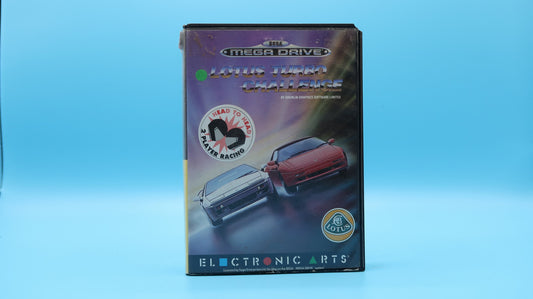 SEGA
MEGA DRIVE
LOTUS TURBO
CHALLENGE
HEAD TO HEAD
2 PLAYER RACING
LOTUS
ELECTRONIC ARTS